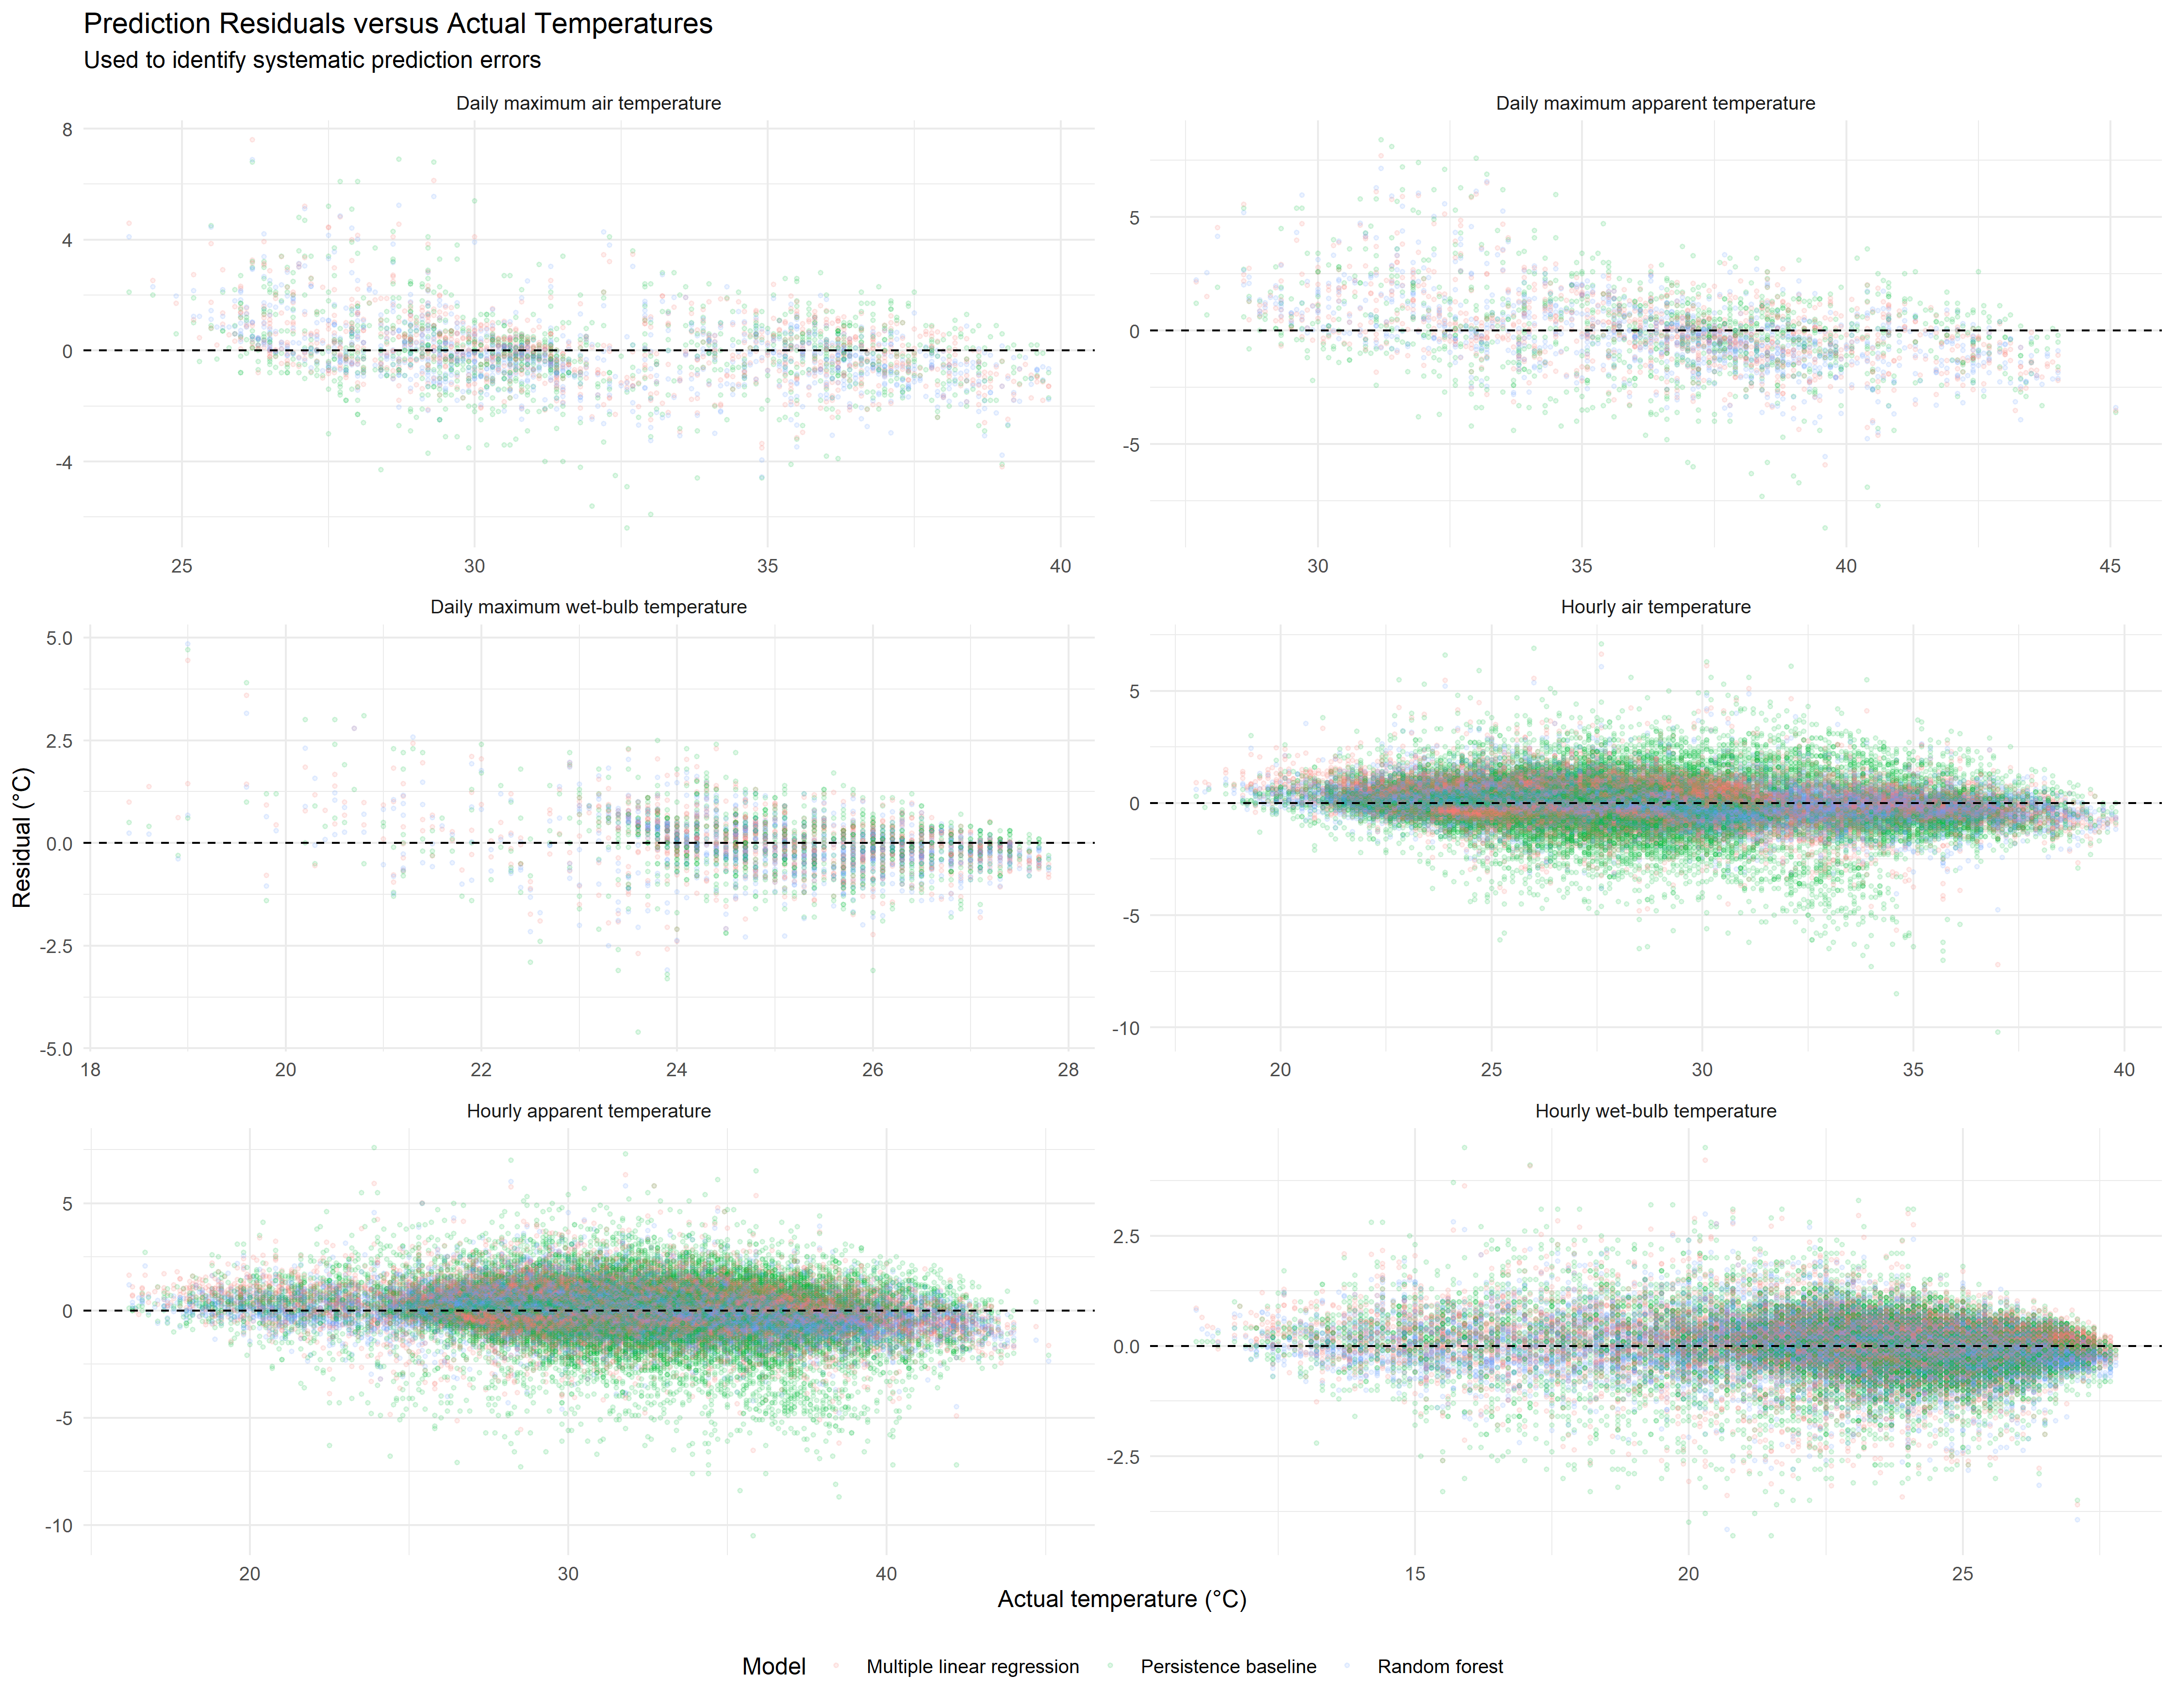 Prediction Residuals versus Actual Temperatures
Used to identify systematic prediction errors
Daily maximum air temperature
Daily maximum apparent temperature
8
4
0
-4
25 30 35 40
5
0
-5
30 35 40 45
Daily maximum wet-bulb temperature
Hourly air temperature
5.0
2.5
0.0
-2.5
-5.0
18 20 22 24 26 28
5
0
-5
-10
20 25 30 35 40
Residual (°C)
Hourly apparent temperature
Hourly wet-bulb temperature
5
0
-5
-10
20 30 40
2.5
0.0
-2.5
15 20 25
Actual temperature (°C)
Model Multiple linear regression Persistence baseline Random forest